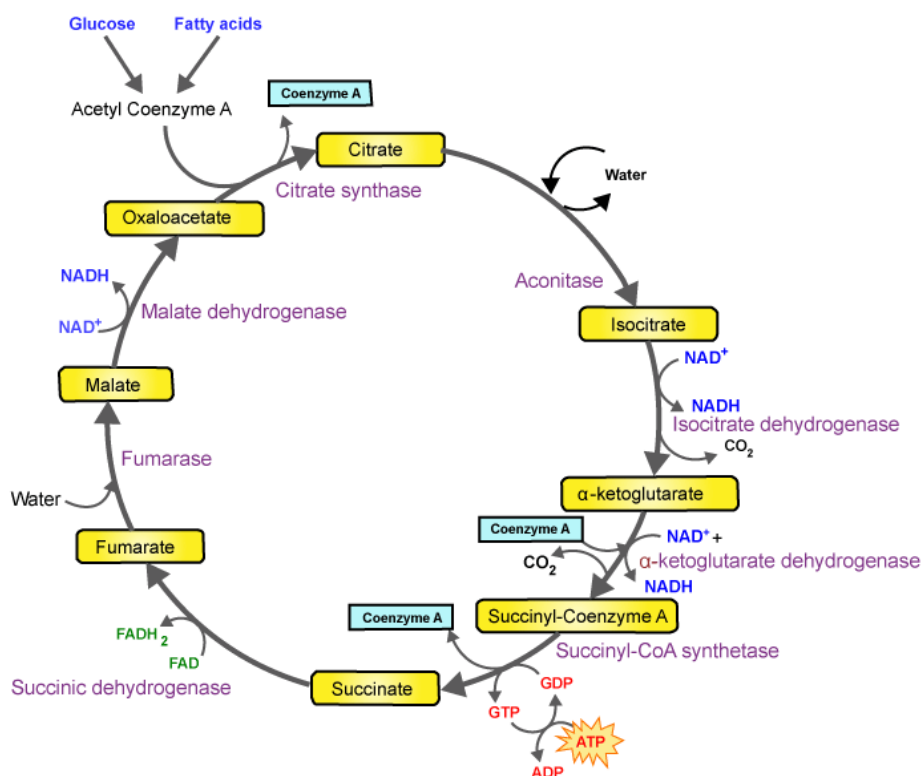 Glucose
Fatty acids
Acetyl Coenzyme A
Coenzyme A
Citrate
Citrate synthase
Water
Oxaloacetate
Aconitase
NADH
Malate dehydrogenase
NAD⁺
Isocitrate
NAD⁺
Malate
NADH
Isocitrate dehydrogenase
CO₂
Fumarase
Water
α-ketoglutarate
Coenzyme A
NAD⁺ +
Fumarate
CO₂
α-ketoglutarate dehydrogenase
NADH
Coenzyme A
Succinyl-Coenzyme A
FADH₂
FAD
Succinyl-CoA synthetase
Succinic dehydrogenase
Succinate
GDP
GTP
ATP
ADP